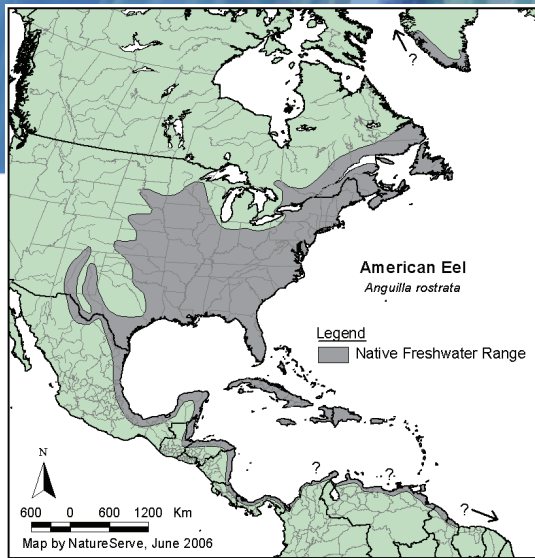 ?
American Eel
Anguilla rostrata
Legend
Native Freshwater Range
N
? ?
?
600 0 600 1200 Km
Map by NatureServe, June 2006